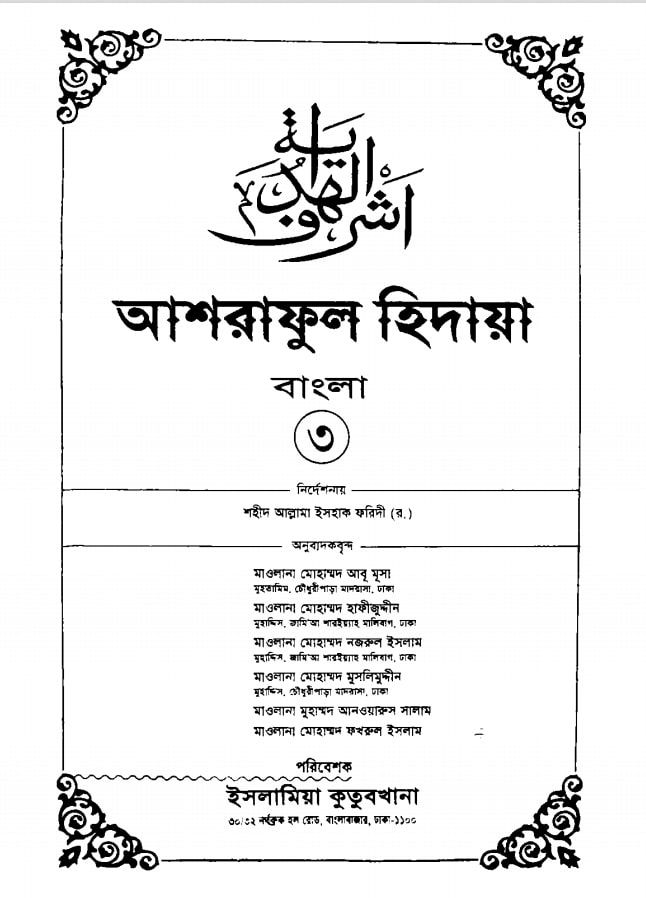 اشرف الهداية
আশরাফুল হিদায়া
বাংলা
৩
নির্দেশনায়
শহীদ আল্লামা ইসহাক ফরিদী (র.)
অনুবাদকবৃন্দ
মাওলানা মোহাম্মদ আবূ মূসা
মুহতামিম, চৌধুরীপাড়া মাদরাসা, ঢাকা
মাওলানা মোহাম্মদ হাফীজুদ্দীন
মুহাদ্দিস, জামি'আ শারইয়্যাহ মালিবাগ, ঢাকা
মাওলানা মোহাম্মদ নজরুল ইসলাম
মুহাদ্দিস, জামি'আ শারইয়্যাহ মালিবাগ, ঢাকা
মাওলানা মোহাম্মদ মুসলিমুদ্দীন
মুহাদ্দিস, চৌধুরীপাড়া মাদরাসা, ঢাকা
মাওলানা মুহাম্মদ আনওয়ারুস সালাম
মাওলানা মোহাম্মদ ফখরুল ইসলাম
পরিবেশক
ইসলামিয়া কুতুবখানা
৩০/৩২ নর্থব্রুক হল রোড, বাংলাবাজার, ঢাকা-১১০০